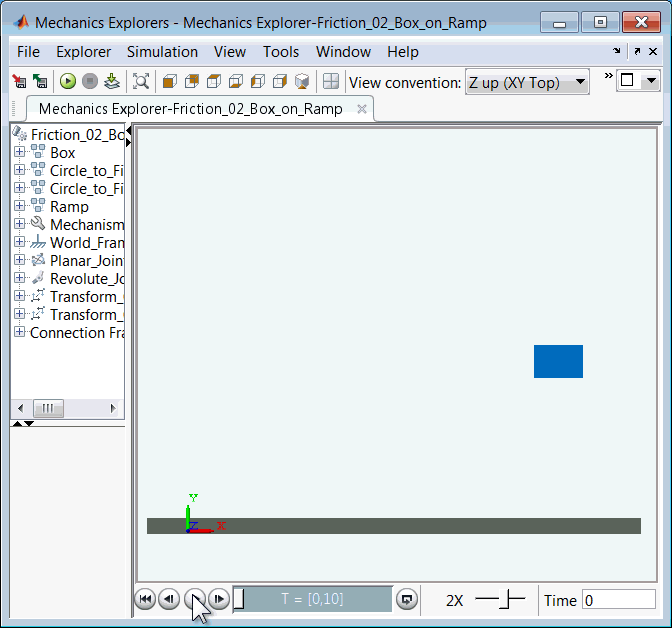 Mechanics Explorers - Mechanics Explorer-Friction_02_Box_on_Ramp
File Explorer Simulation View Tools Window Help
View convention: Z up (XY Top) »
Mechanics Explorer-Friction_02_Box_on_Ramp
Friction_02_Bo
Box
Circle_to_Fi
Circle_to_Fi
Ramp
Mechanism
World_Fran
Planar_Join
Revolute_Jo
Transform_
Transform_
Connection Fra
Y
Z X
T = [0,10] 2X Time 0